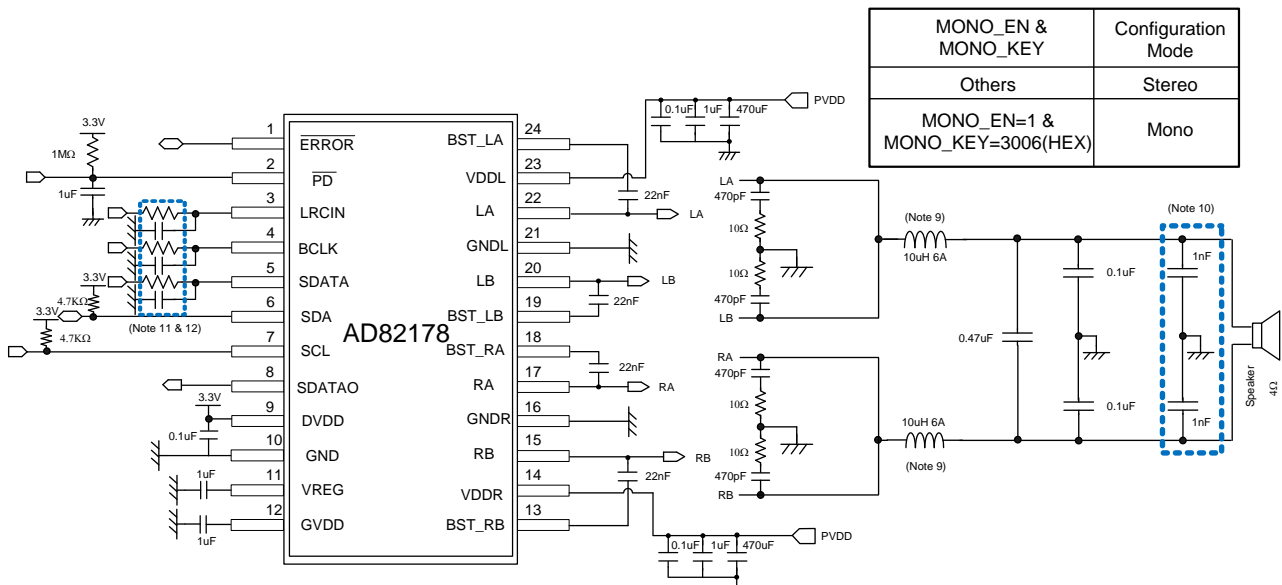 MONO_EN &
MONO_KEY
Configuration
Mode
Others
Stereo
MONO_EN=1 &
MONO_KEY=3006(HEX)
Mono
AD82178
1
ERROR
2
PD
3
LRCIN
4
BCLK
5
SDATA
6
SDA
7
SCL
8
SDATAO
9
DVDD
10
GND
11
VREG
12
GVDD
24
BST_LA
23
VDDL
22
LA
21
GNDL
20
LB
19
BST_LB
18
BST_RA
17
RA
16
GNDR
15
RB
14
VDDR
13
BST_RB
3.3V
1MΩ
1uF
3.3V
4.7KΩ
3.3V
4.7KΩ
(Note 11 & 12)
3.3V
0.1uF
1uF
1uF
0.1uF
1uF
470uF
PVDD
22nF
LA
LB
22nF
22nF
RA
RB
22nF
0.1uF
1uF
470uF
PVDD
LA
470pF
10Ω
10Ω
470pF
LB
RA
470pF
10Ω
10Ω
470pF
RB
(Note 9)
10uH 6A
10uH 6A
(Note 9)
0.47uF
0.1uF
0.1uF
(Note 10)
1nF
1nF
Speaker
4Ω